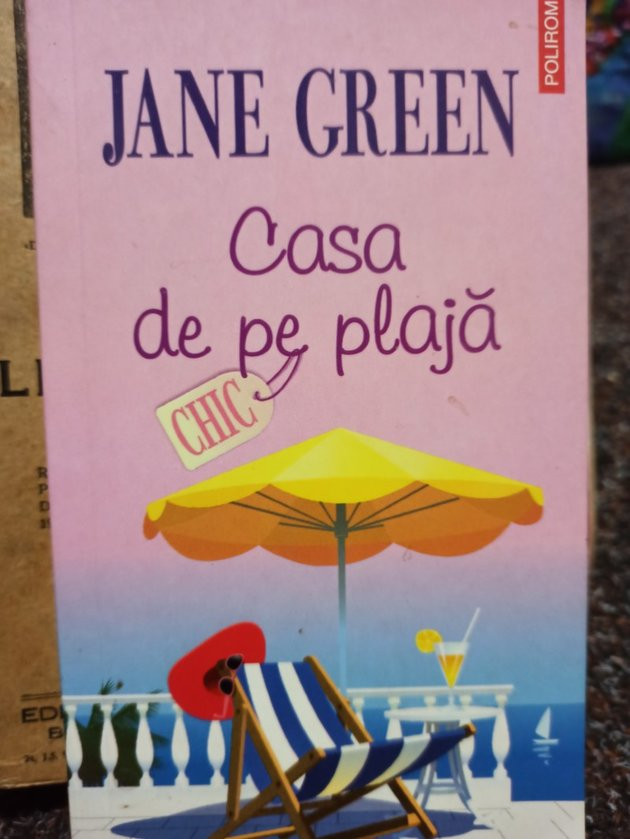 POLIROM
JANE GREEN
Casa
de pe plajă
CHIC